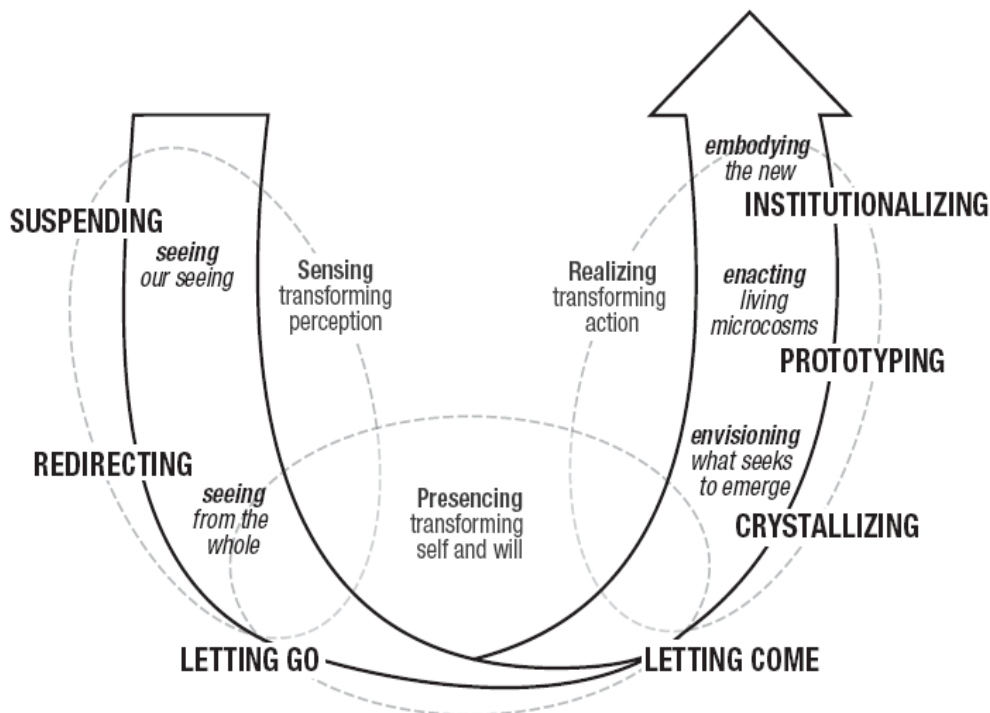 SUSPENDING
seeing
our seeing
Sensing
transforming
perception
REDIRECTING
seeing
from the
whole
LETTING GO
Presencing
transforming
self and will
LETTING COME
Realizing
transforming
action
embodying
the new
INSTITUTIONALIZING
enacting
living
microcosms
PROTOTYPING
envisioning
what seeks
to emerge
CRYSTALLIZING